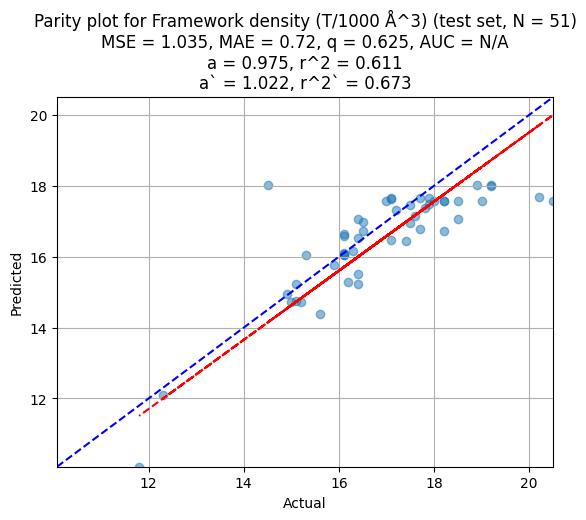 Parity plot for Framework density (T/1000 Å^3) (test set, N = 51)
MSE = 1.035, MAE = 0.72, q = 0.625, AUC = N/A
a = 0.975, r^2 = 0.611
a` = 1.022, r^2` = 0.673
20
18
16
14
12
Predicted
12 14 16 18 20
Actual